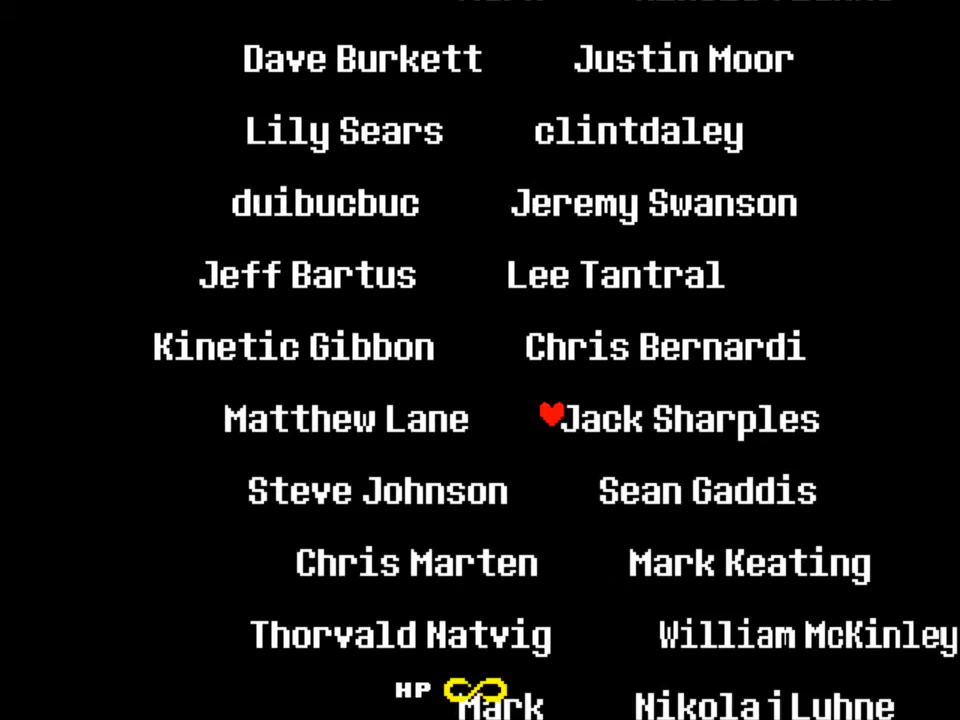 Dave Burkett Justin Moor
Lily Sears clintdaley
duibucbuc Jeremy Swanson
Jeff Bartus Lee Tantral
Kinetic Gibbon Chris Bernardi
Matthew Lane Jack Sharples
Steve Johnson Sean Gaddis
Chris Marten Mark Keating
Thorvald Natvig William McKinley
HP
Mark Nikolaj Luhne